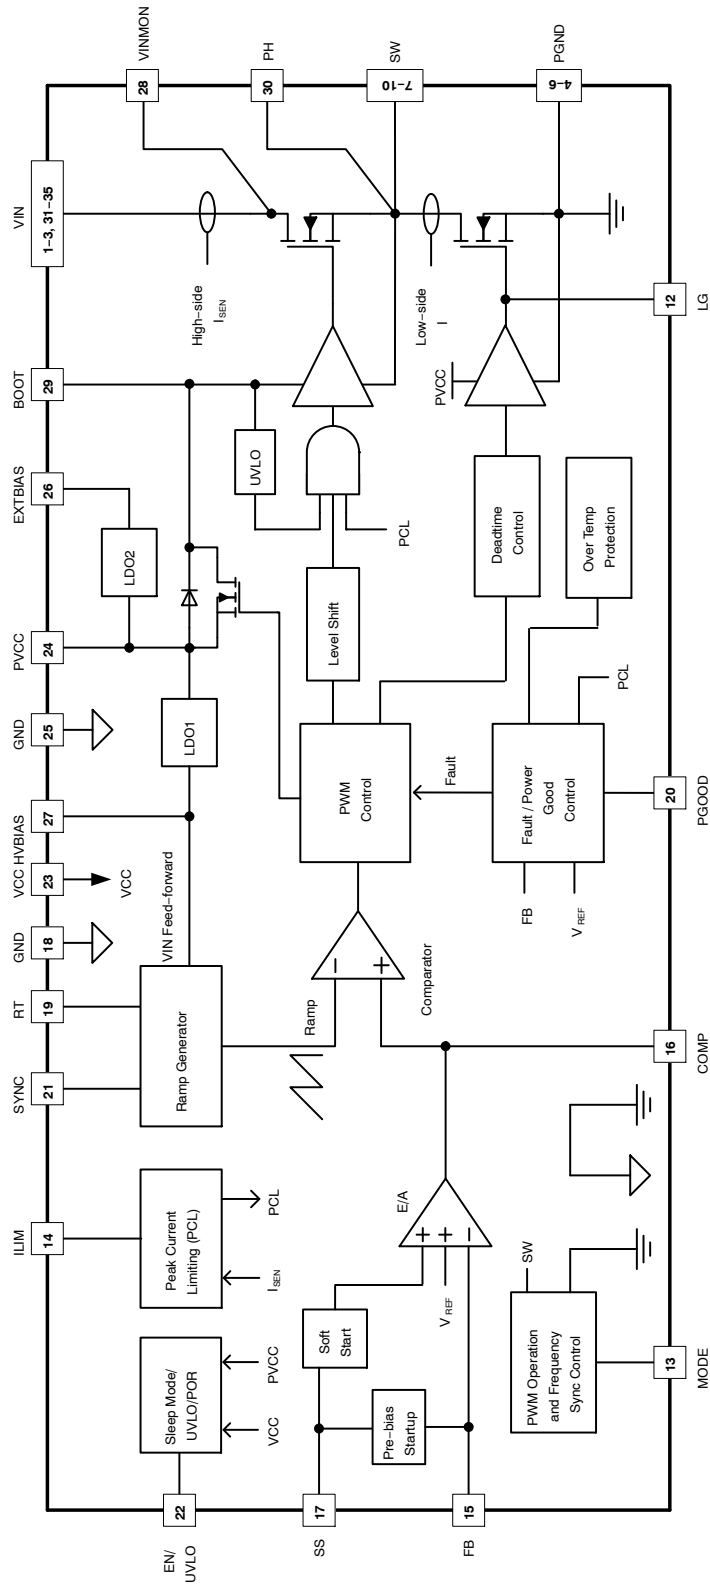 EN/
UVLO
22
ILIM
14
SYNC
21
RT
19
GND
18
VCC
23
HVBIAS
27
GND
25
PVCC
24
EXTBIAS
26
BOOT
29
VIN
1–3, 31–35
VINMON
28
PH
30
SW
7–10
PGND
4–6
Sleep Mode/
UVLO/POR
VCC
PVCC
Peak Current
Limiting (PCL)
ISEN
PCL
Ramp Generator
VIN Feed–forward
VCC
LDO1
LDO2
UVLO
High–side
ISEN
Ramp
Comparator
–
+
PWM
Control
Level Shift
PCL
Low–side
I
PVCC
SS
17
FB
15
Soft
Start
Pre–bias
Startup
E/A
+
+
–
V REF
Fault
Fault / Power
Good
Control
FB
V REF
PCL
Deadtime
Control
Over Temp
Protection
PWM Operation
and Frequency
Sync Control
SW
13
MODE
16
COMP
20
PGOOD
12
LG